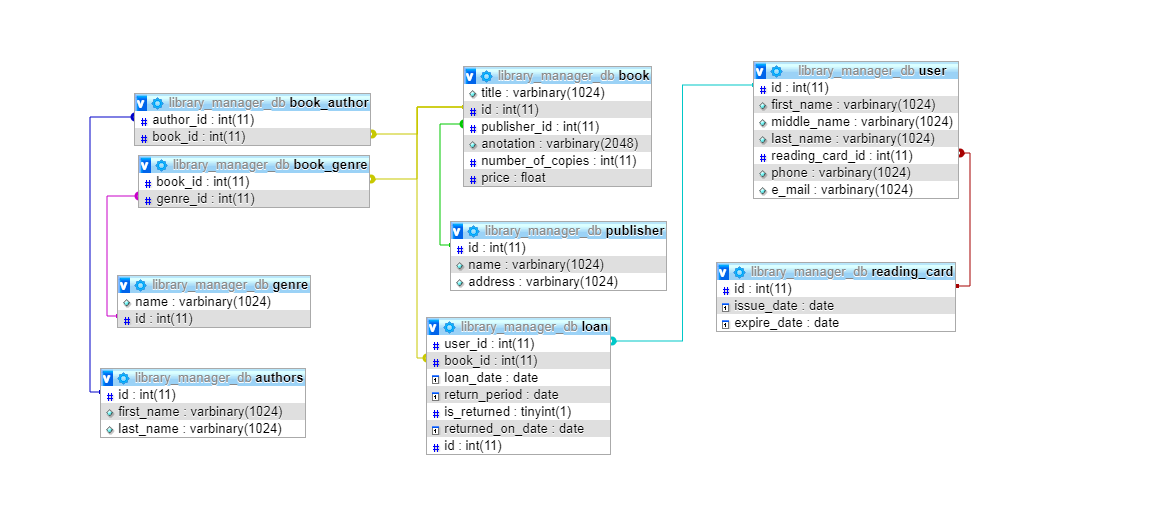 library_manager_db book_author
author_id : int(11)
book_id : int(11)
library_manager_db book_genre
book_id : int(11)
genre_id : int(11)
library_manager_db genre
name : varbinary(1024)
id : int(11)
library_manager_db authors
id : int(11)
first_name : varbinary(1024)
last_name : varbinary(1024)
library_manager_db book
title : varbinary(1024)
id : int(11)
publisher_id : int(11)
anotation : varbinary(2048)
number_of_copies : int(11)
price : float
library_manager_db publisher
id : int(11)
name : varbinary(1024)
address : varbinary(1024)
library_manager_db loan
user_id : int(11)
book_id : int(11)
loan_date : date
return_period : date
is_returned : tinyint(1)
returned_on_date : date
id : int(11)
library_manager_db user
id : int(11)
first_name : varbinary(1024)
middle_name : varbinary(1024)
last_name : varbinary(1024)
reading_card_id : int(11)
phone : varbinary(1024)
e_mail : varbinary(1024)
library_manager_db reading_card
id : int(11)
issue_date : date
expire_date : date